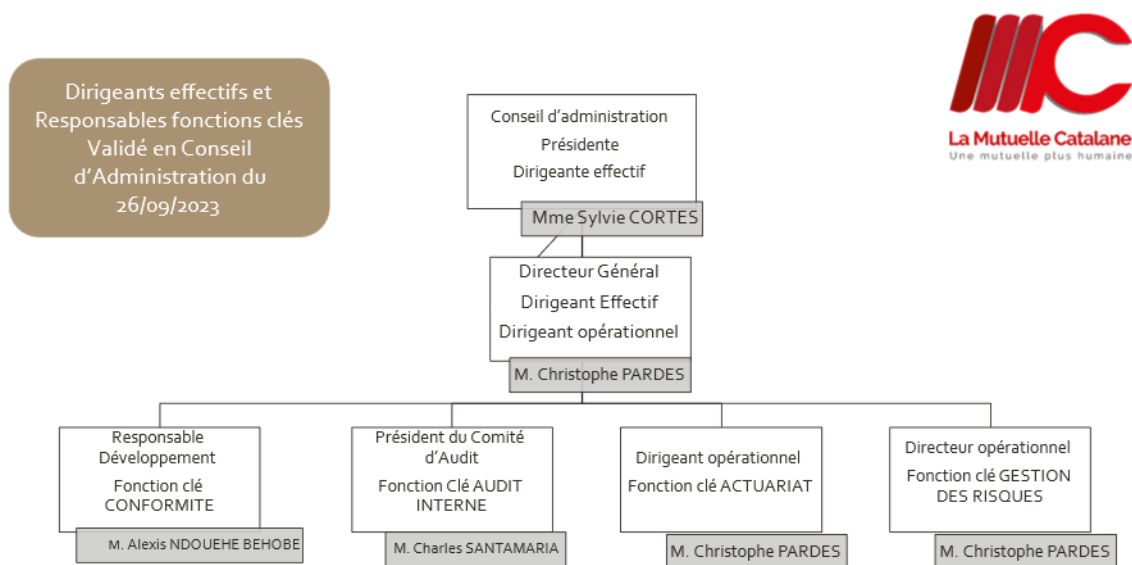 Dirigeants effectifs et
Responsables fonctions clés
Validé en Conseil
d'Administration du
26/09/2023
La Mutuelle Catalane
Une mutuelle plus humaine
Conseil d'administration
Présidente
Dirigeante effectif
Mme Sylvie CORTES
Directeur Général
Dirigeant Effectif
Dirigeant opérationnel
M. Christophe PARDES
Responsable
Développement
Fonction clé
CONFORMITE
M. Alexis NDOUEHE BEHOBE
Président du Comité
d'Audit
Fonction Clé AUDIT
INTERNE
M. Charles SANTAMARIA
Dirigeant opérationnel
Fonction clé ACTUARIAT
M. Christophe PARDES
Directeur opérationnel
Fonction clé GESTION
DES RISQUES
M. Christophe PARDES